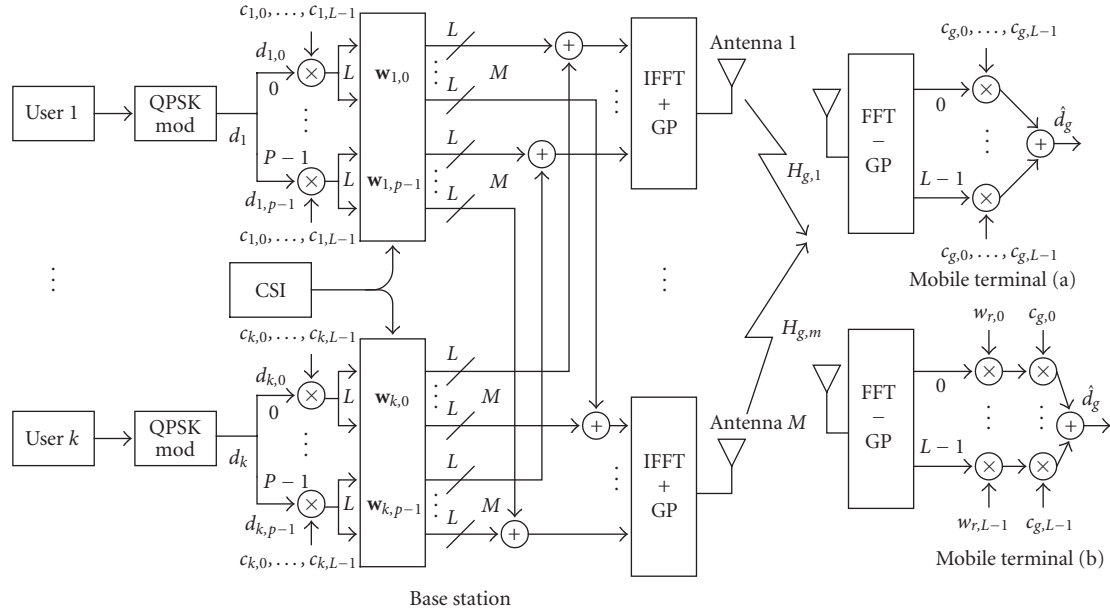 c1,0, . . . , c1,L−1
User 1
QPSK
mod
d1
d1,0
0
⋮
P − 1
d1,p−1
c1,0, . . . , c1,L−1
L
L
w1,0
w1,p−1
L
M
L
L
M
L
+
+
IFFT
+
GP
Antenna 1
Hg,1
FFT
−
GP
0
L − 1
cg,0, . . . , cg,L−1
d̂g
cg,0, . . . , cg,L−1
Mobile terminal (a)
CSI
ck,0, . . . , ck,L−1
User k
QPSK
mod
dk
dk,0
0
P − 1
dk,p−1
ck,0, . . . , ck,L−1
L
L
wk,0
wk,p−1
L
M
L
L
M
L
+
+
IFFT
+
GP
Antenna M
Hg,m
FFT
−
GP
0
L − 1
wr,0
cg,0
d̂g
wr,L−1
cg,L−1
Mobile terminal (b)
Base station